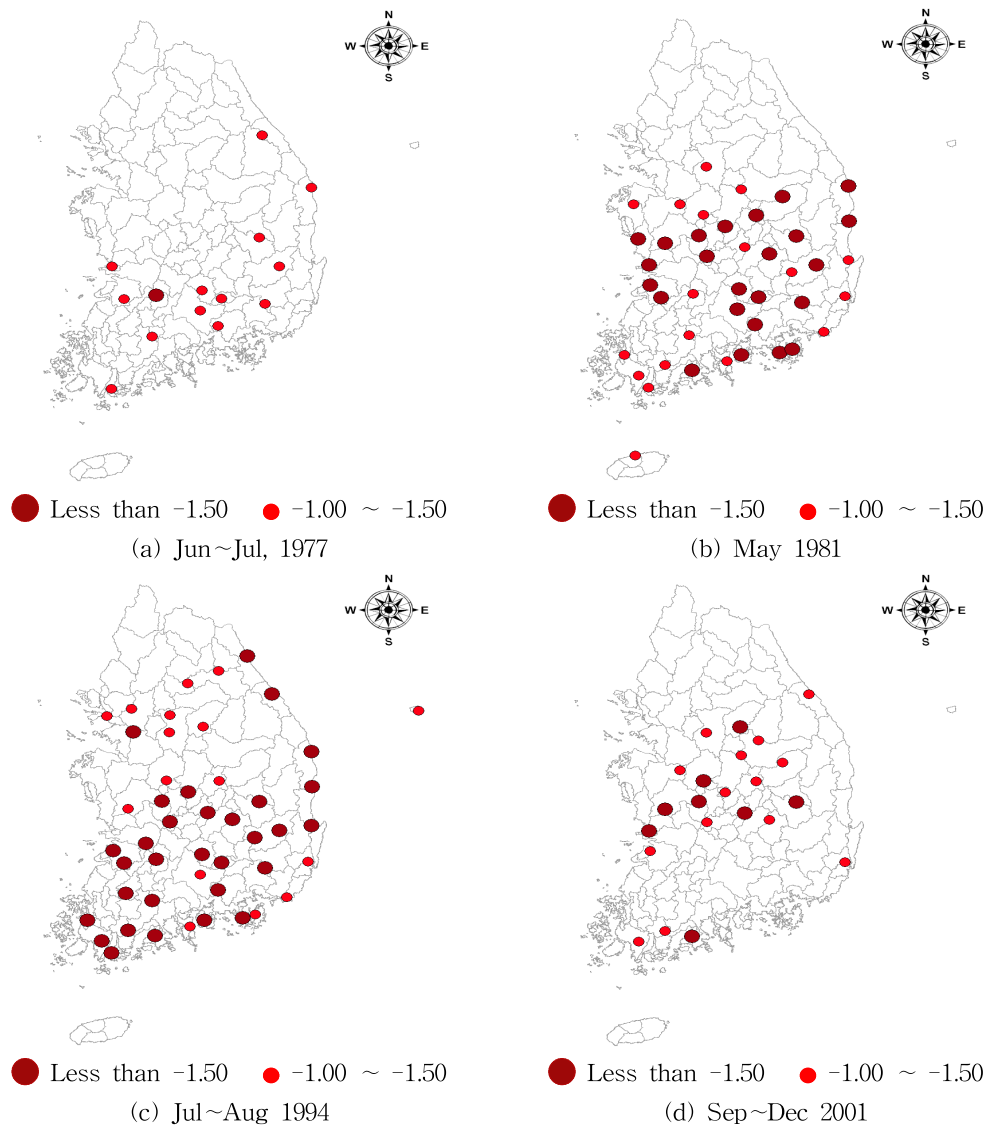 N
W E
S
N
W E
S
Less than -1.50 -1.00 ~ -1.50
Less than -1.50 -1.00 ~ -1.50
(a) Jun~Jul, 1977
(b) May 1981
N
W E
S
N
W E
S
Less than -1.50 -1.00 ~ -1.50
Less than -1.50 -1.00 ~ -1.50
(c) Jul~Aug 1994
(d) Sep~Dec 2001